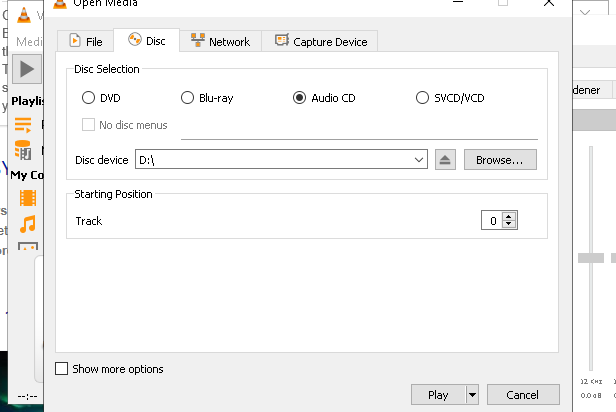 Open Media
Medi
File
Disc
Network
Capture Device
Disc Selection
DVD
Blu-ray
Audio CD
SVCD/VCD
dener
Playlis
No disc menus
Disc device
D:\
Browse...
My Co
Starting Position
Track
0
Show more options
--:--
Play
Cancel
12 KHz
0.0 dB